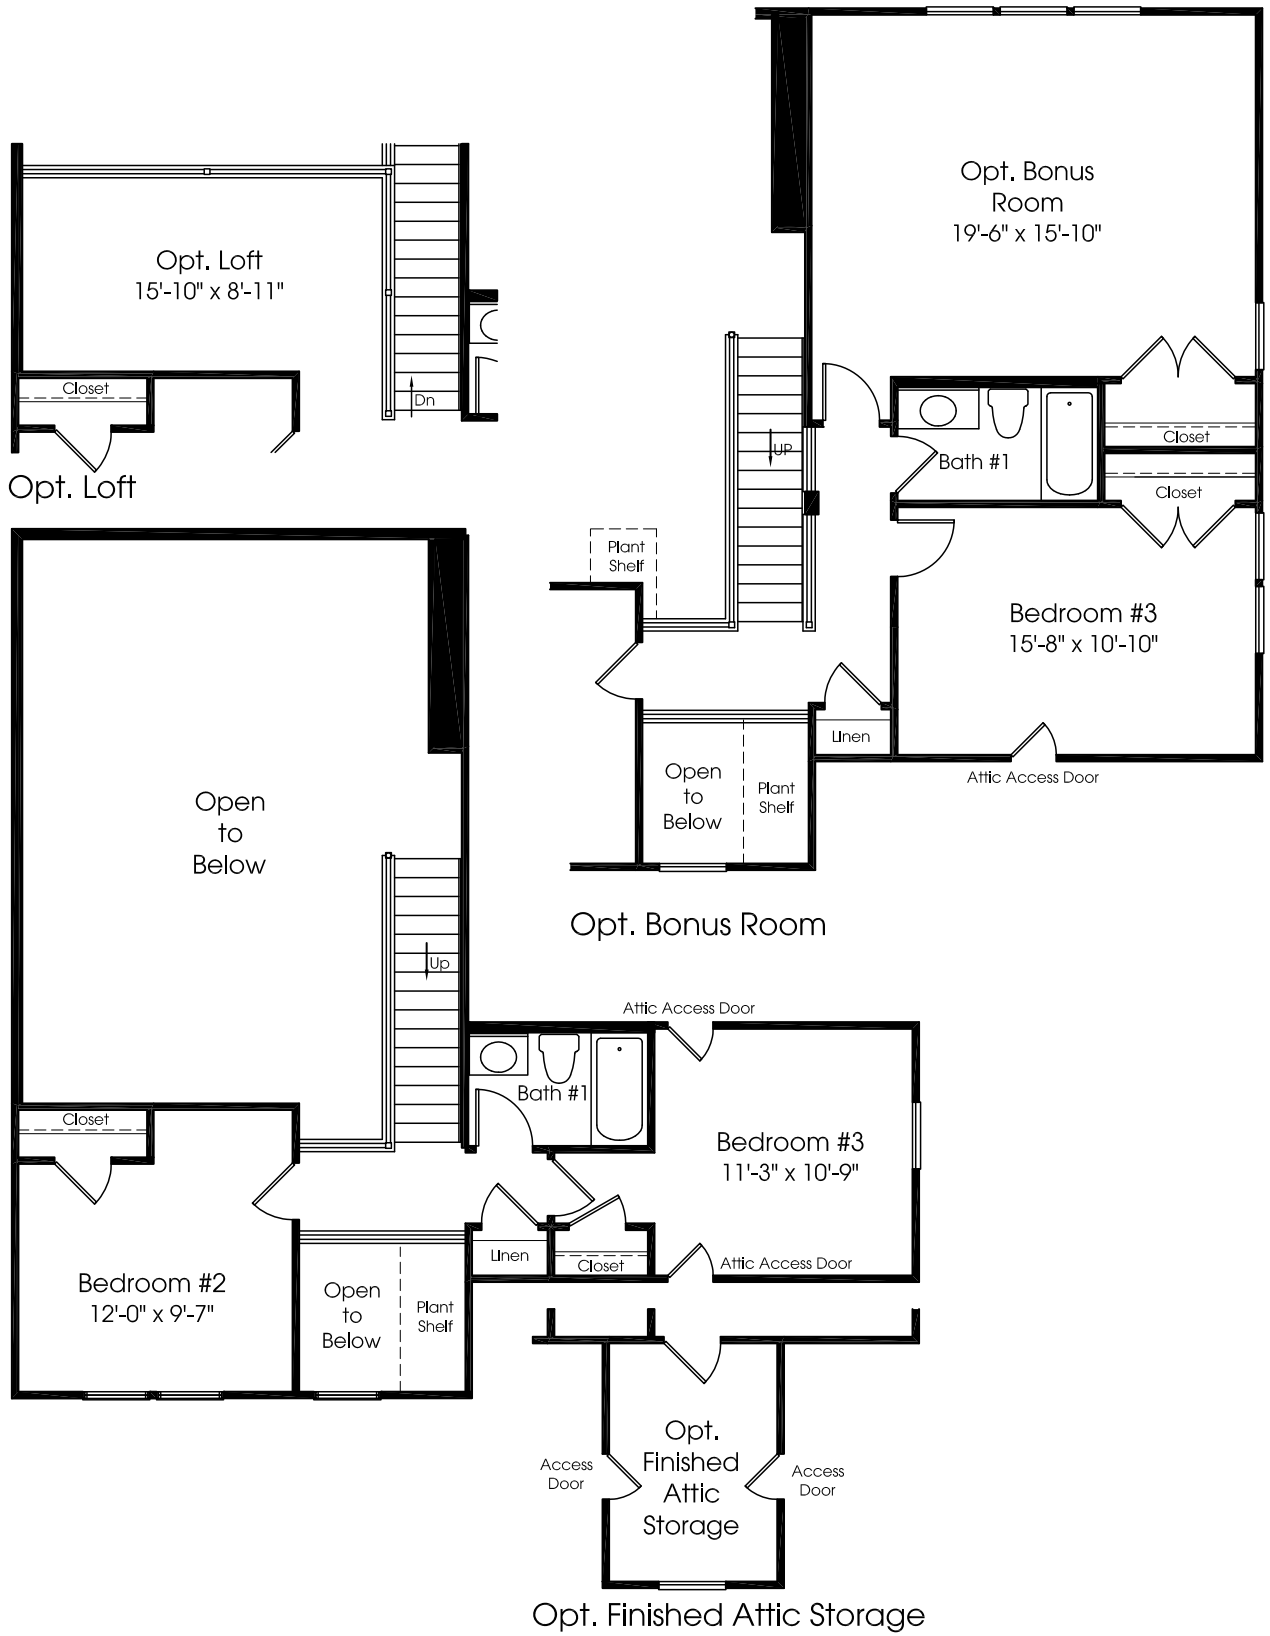 Opt. Loft
15'-10" x 8'-11"
Closet
Dn
Opt. Loft
Opt. Bonus
Room
19'-6" x 15'-10"
UP
Bath #1
Closet
Closet
Plant
Shelf
Bedroom #3
15'-8" x 10'-10"
Linen
Attic Access Door
Open
to
Below
Plant
Shelf
Opt. Bonus Room
Open
to
Below
Up
Closet
Bedroom #2
12'-0" x 9'-7"
Attic Access Door
Bath #1
Bedroom #3
11'-3" x 10'-9"
Linen
Closet
Attic Access Door
Open
to
Below
Plant
Shelf
Opt.
Finished
Attic
Storage
Access
Door
Access
Door
Opt. Finished Attic Storage